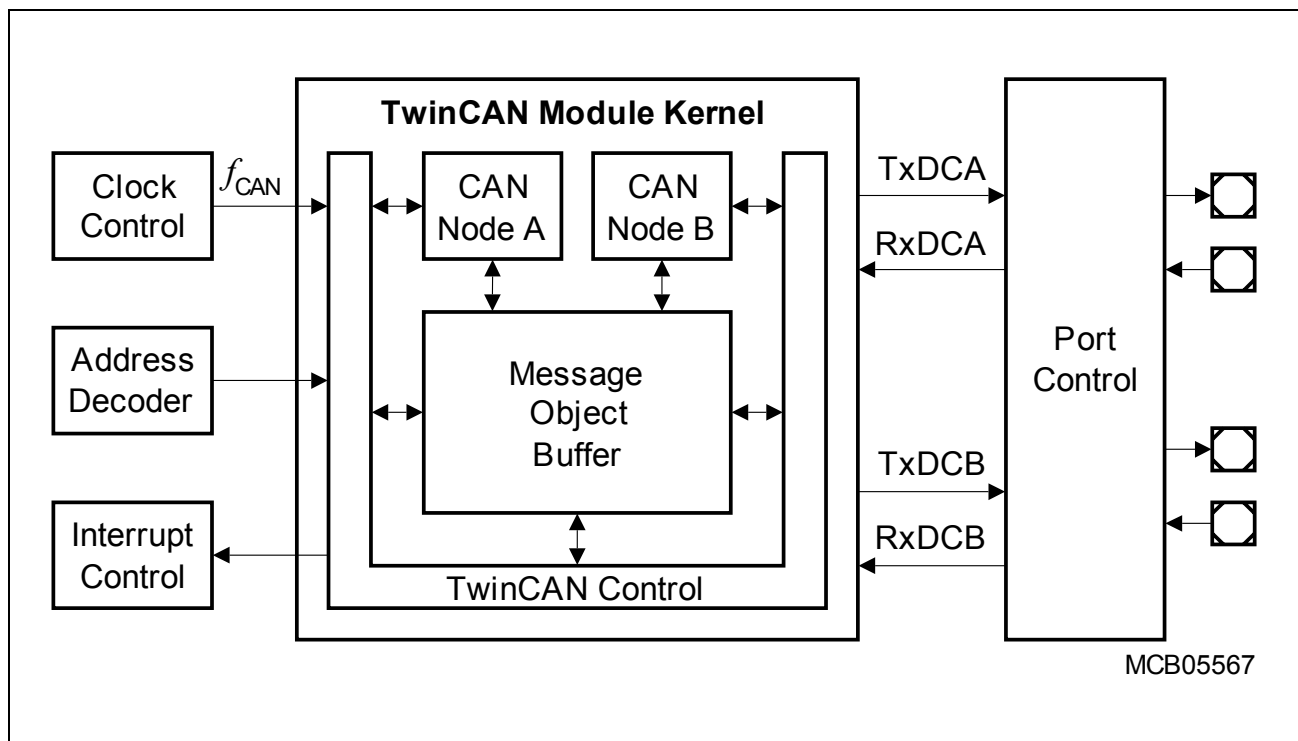 TwinCAN Module Kernel
Clock
Control
fCAN
CAN
Node A
CAN
Node B
TxDCA
RxDCA
Address
Decoder
Message
Object
Buffer
Port
Control
Interrupt
Control
TwinCAN Control
TxDCB
RxDCB
MCB05567